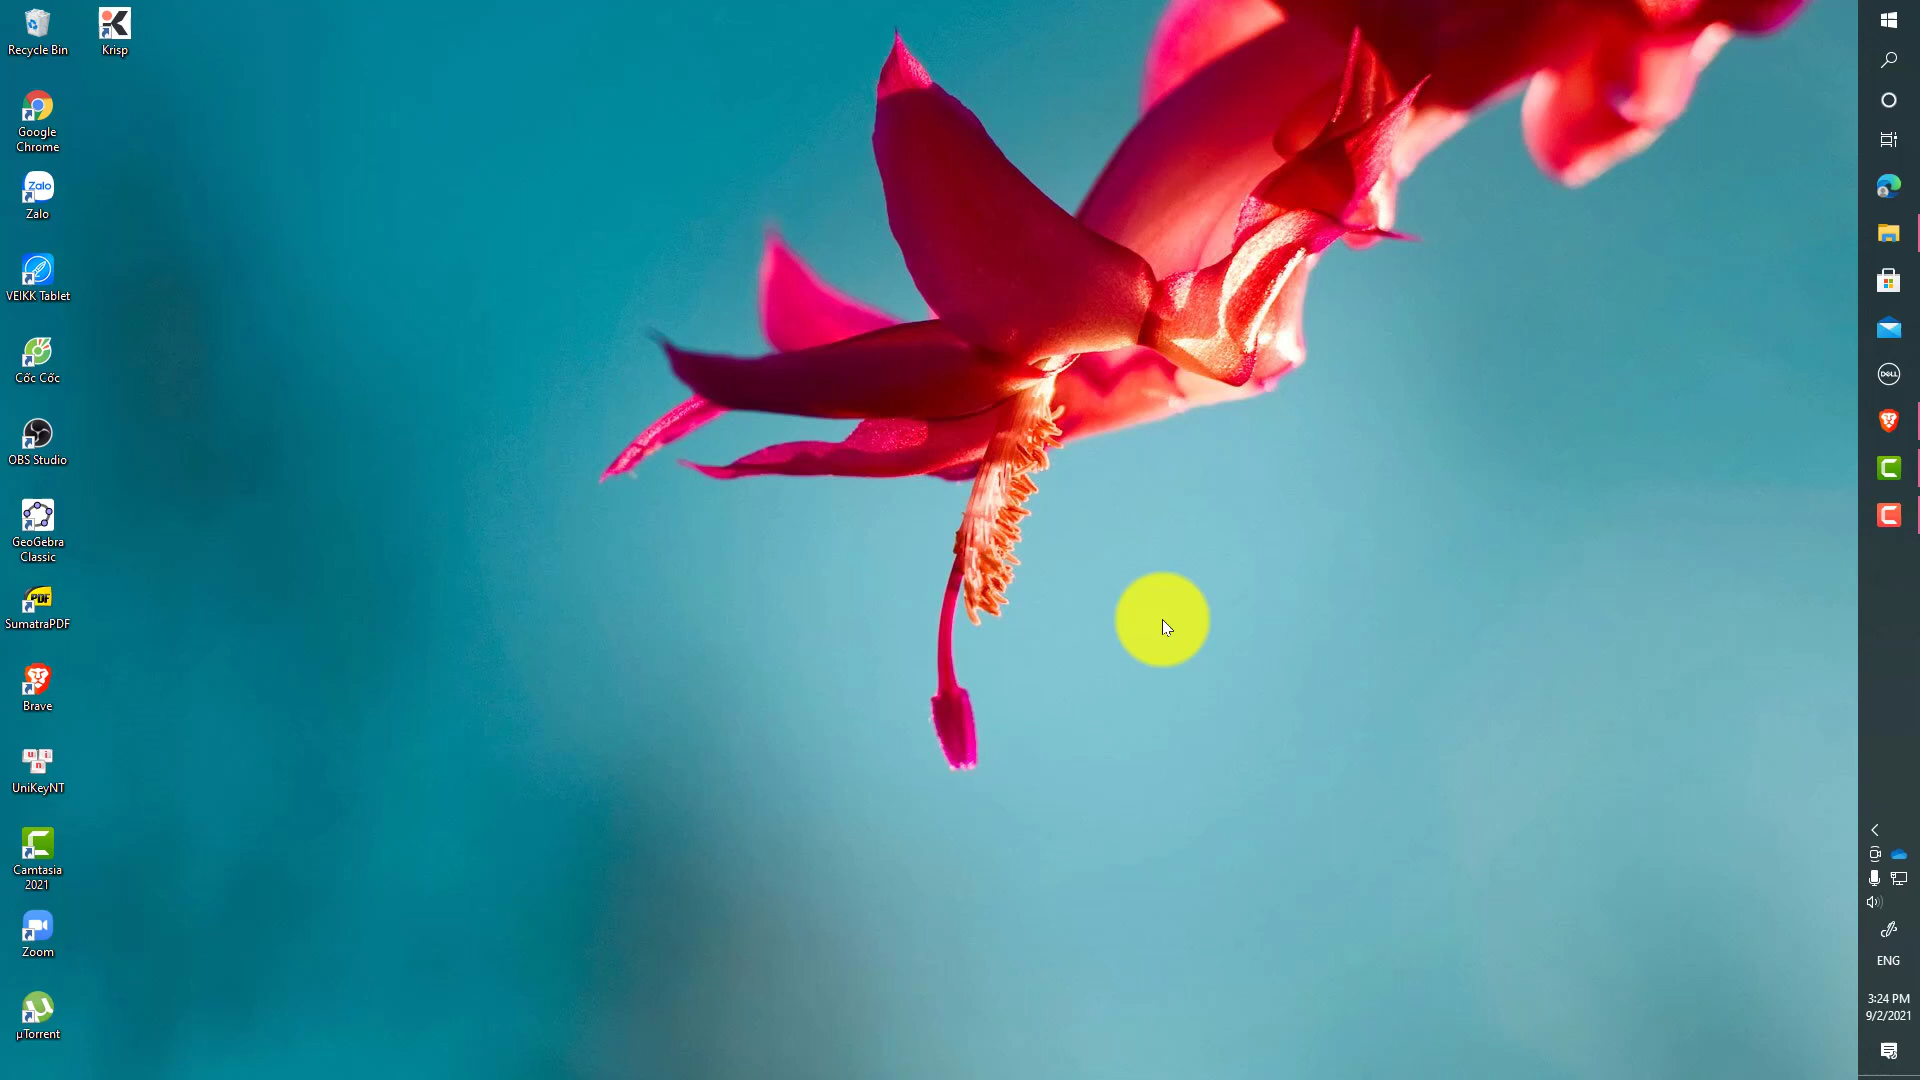 Recycle Bin
Krisp
Google
Chrome
Zalo
Zalo
VEIKK Tablet
Cốc Cốc
OBS Studio
GeoGebra
Classic
PDF
SumatraPDF
Brave
u i
n
UniKeyNT
Camtasia
2021
Zoom
µTorrent
DELL
ENG
3:24 PM
9/2/2021